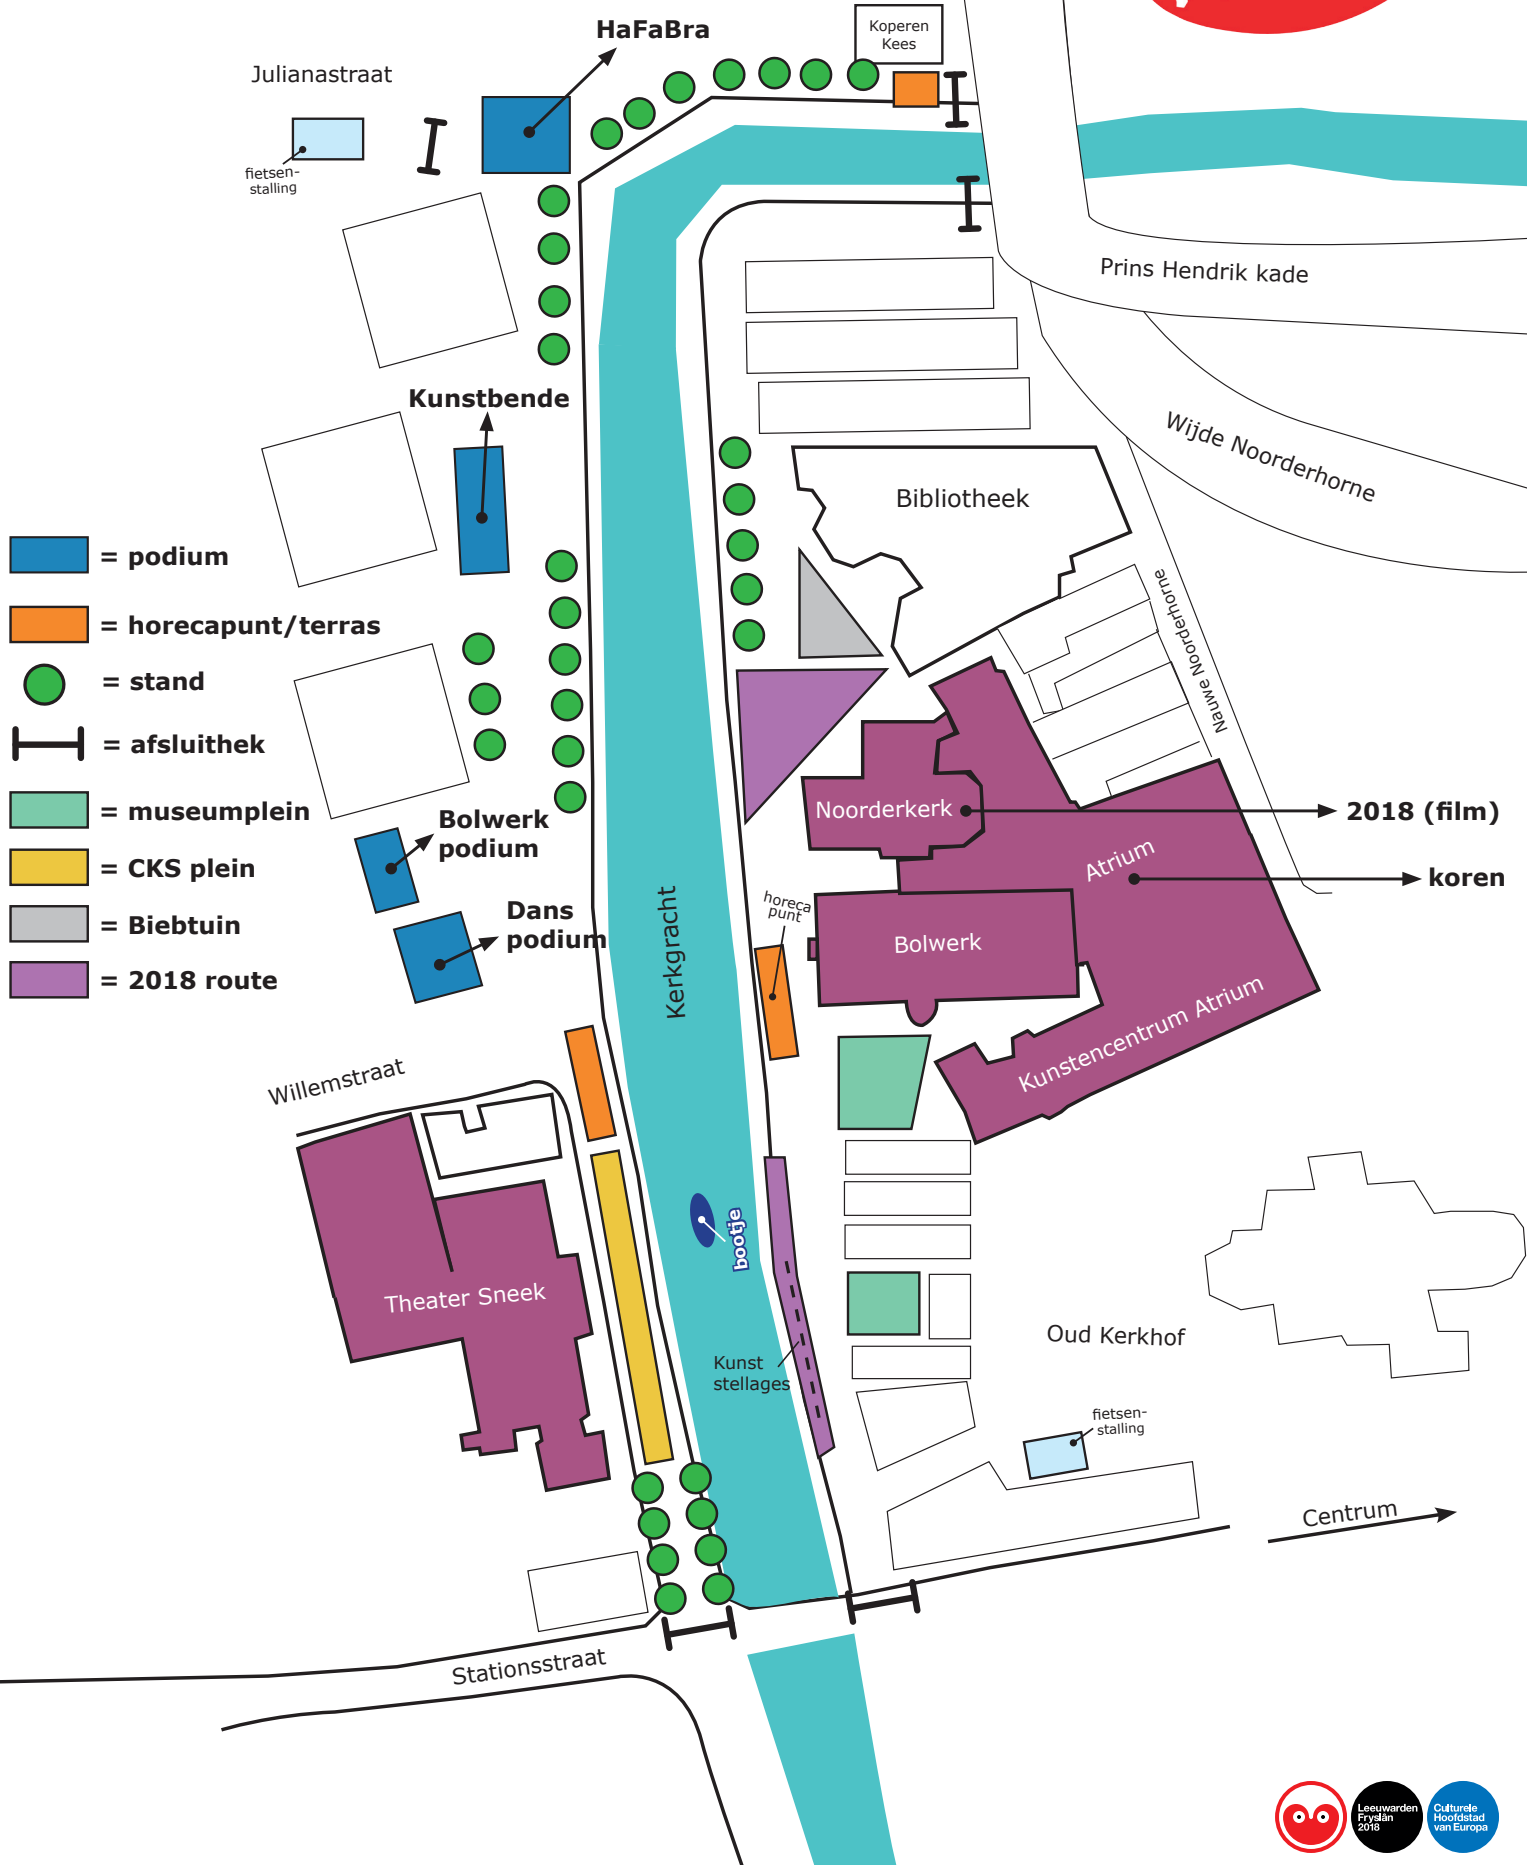 HaFaBra
Koperen
Kees
Julianastraat
fietsen-
stalling
Prins Hendrik kade
Kunstbende
Wijde Noorderhorne
Bibliotheek
= podium
= horecapunt/terras
= stand
= afsluithek
= museumplein
= CKS plein
= Biebtuin
= 2018 route
Nauwe Noorderhorne
Noorderkerk
2018 (film)
Bolwerk
podium
Atrium
koren
Dans
podium
horeca
punt
Kerkgracht
Bolwerk
Kunstencentrum Atrium
Willemstraat
bootje
Theater Sneek
Kunst
stellages
Oud Kerkhof
fietsen-
stalling
Centrum
Stationsstraat
Leeuwarden
Fryslân
2018
Culturele
Hoofdstad
van Europa